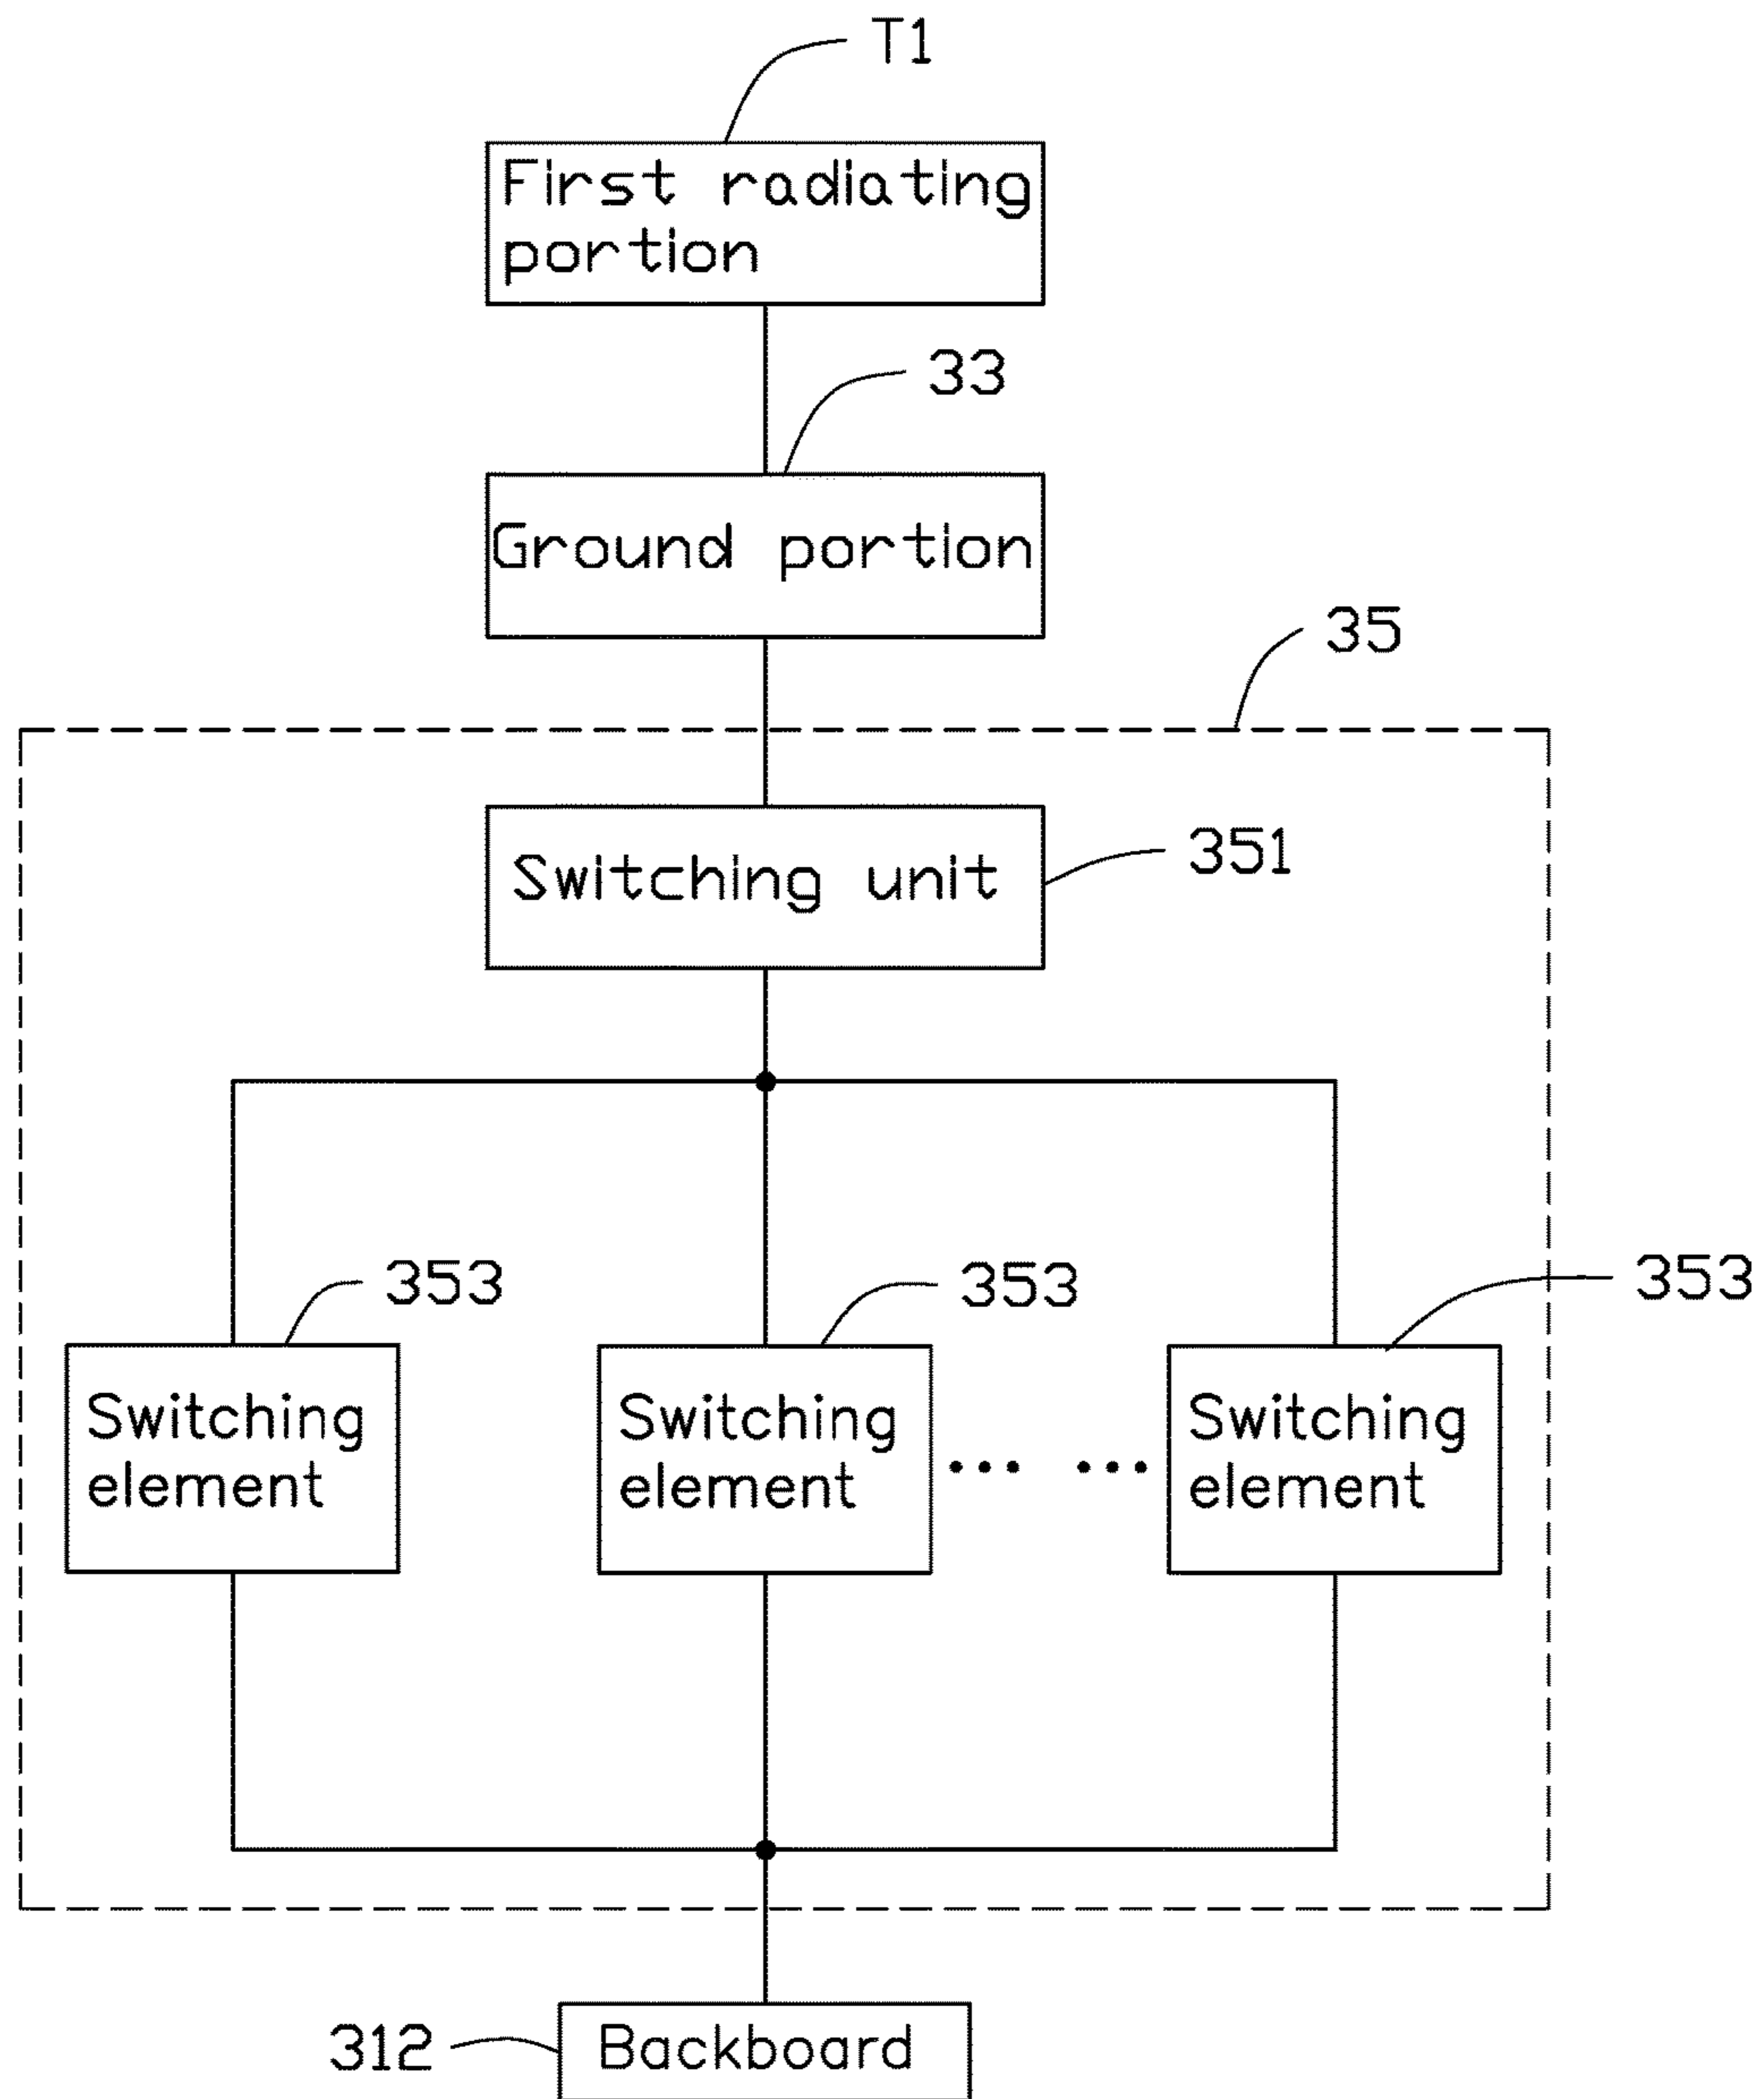 T1
First radiating
portion
33
Ground portion
35
Switching unit
351
353
353
353
Switching
element
Switching
element
... ...
Switching
element
312
Backboard